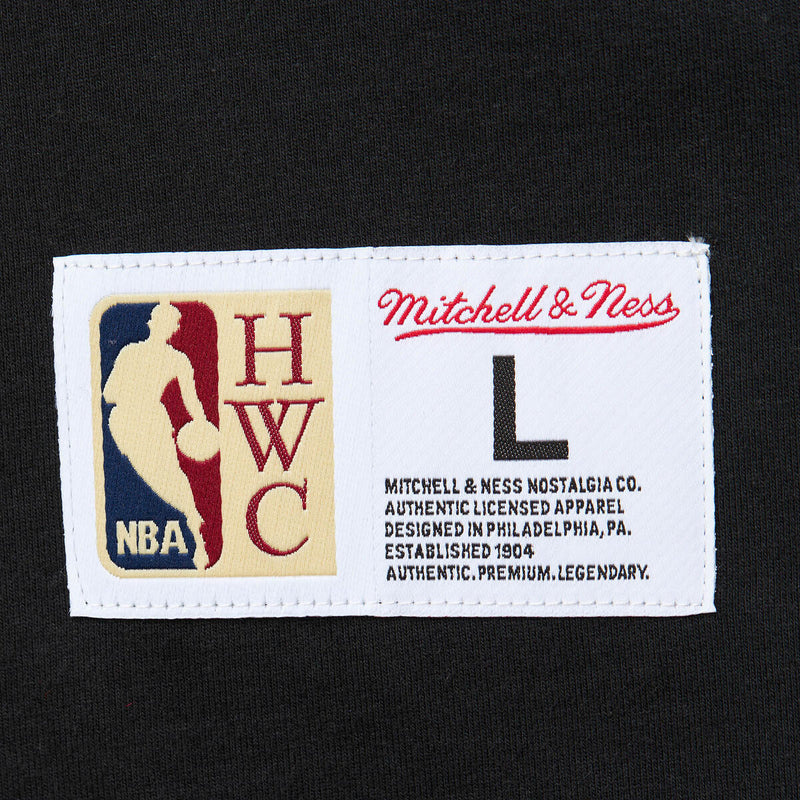 NBA
H
W
C
Mitchell & Ness
L
MITCHELL & NESS NOSTALGIA CO.
AUTHENTIC LICENSED APPAREL
DESIGNED IN PHILADELPHIA, PA.
ESTABLISHED 1904
AUTHENTIC. PREMIUM. LEGENDARY.